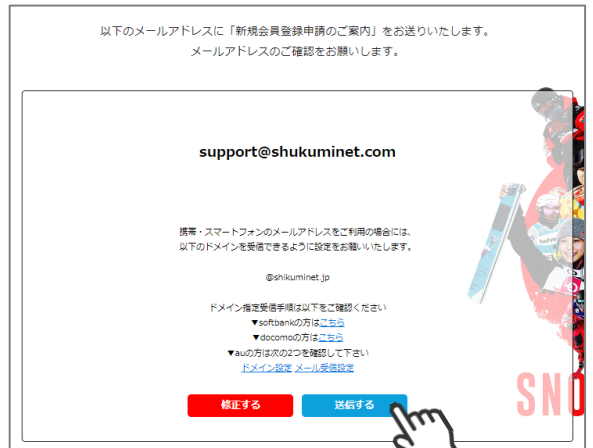 以下のメールアドレスに「新規会員登録申請のご案内」をお送りいたします。
メールアドレスのご確認をお願いします。
support@shukuminet.com
携帯・スマートフォンのメールアドレスをご利用の場合には、
以下のドメインを受信できるように設定をお願いいたします。
@shikuminet.jp
ドメイン指定受信手順は以下をご確認ください
▼softbankの方はこちら
▼docomoの方はこちら
▼auの方は次の2つを確認して下さい
ドメイン設定 メール受信設定
修正する 送信する
SNO